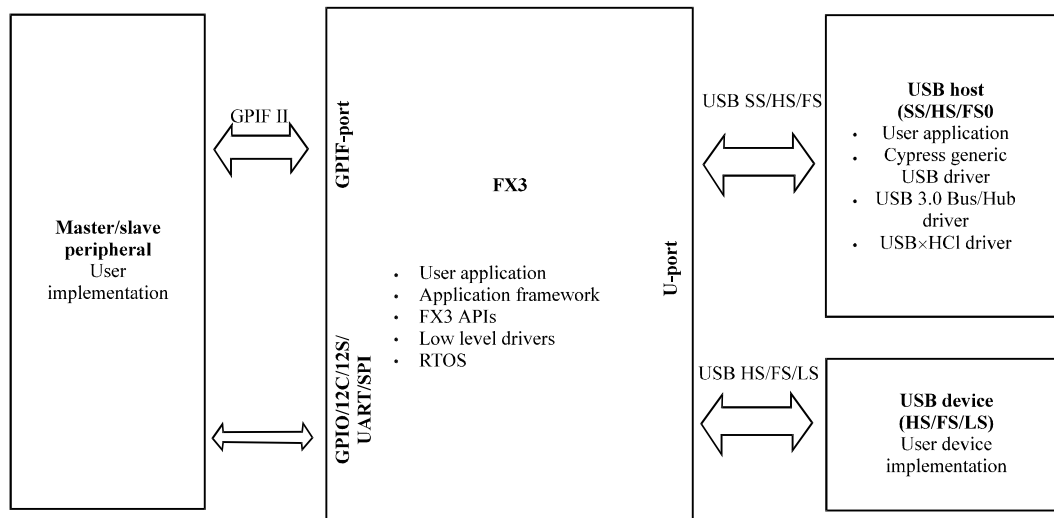 Master/slave
peripheral
User
implementation
GPIF II
GPIF-port
GPIO/12C/12S/
UART/SPI
FX3
• User application
• Application framework
• FX3 APIs
• Low level drivers
• RTOS
U-port
USB SS/HS/FS
USB HS/FS/LS
USB host
(SS/HS/FS0
• User application
• Cypress generic
USB driver
• USB 3.0 Bus/Hub
driver
• USB×HCl driver
USB device
(HS/FS/LS)
User device
implementation